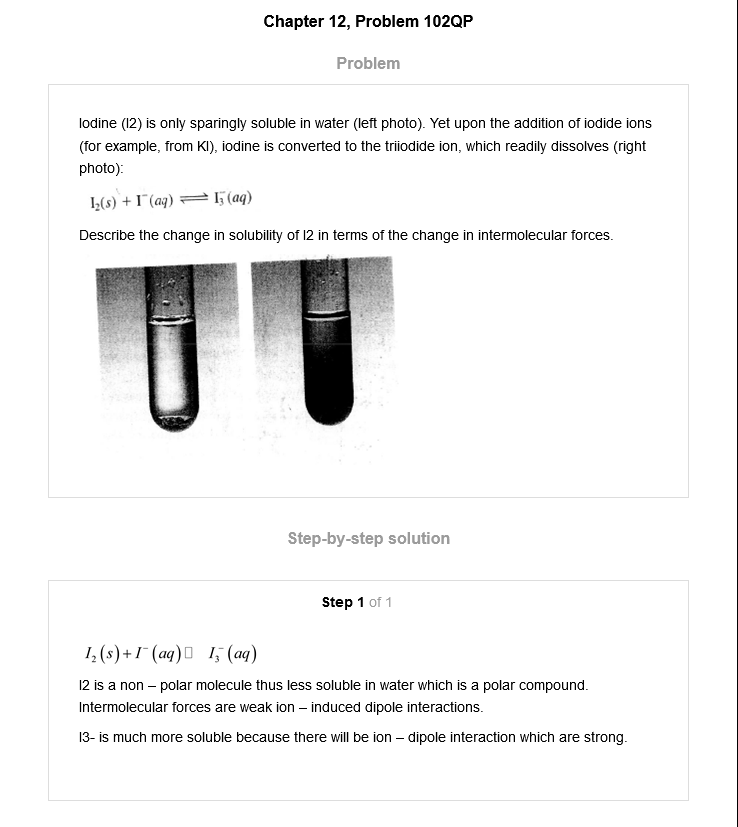 Chapter 12, Problem 102QP
Problem
Iodine (I2) is only sparingly soluble in water (left photo). Yet upon the addition of iodide ions
(for example, from KI), iodine is converted to the triiodide ion, which readily dissolves (right
photo):
I₂(s) + I⁻(aq) ⇌ I₃⁻(aq)
Describe the change in solubility of I2 in terms of the change in intermolecular forces.
Step-by-step solution
Step 1 of 1
I₂(s)+I⁻(aq)□ I₃⁻(aq)
I2 is a non – polar molecule thus less soluble in water which is a polar compound.
Intermolecular forces are weak ion – induced dipole interactions.
I3- is much more soluble because there will be ion – dipole interaction which are strong.